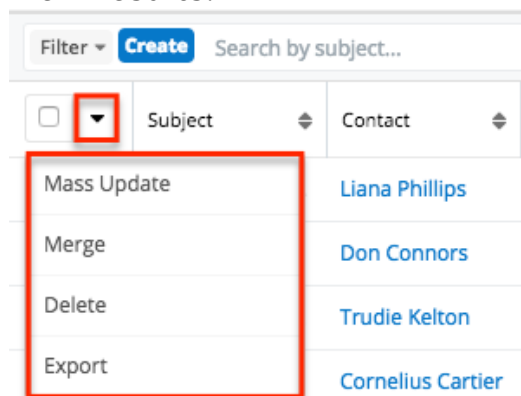 Filter Create Search by subject...
Subject Contact
Mass Update Liana Phillips
Merge Don Connors
Delete Trudie Kelton
Export Cornelius Cartier